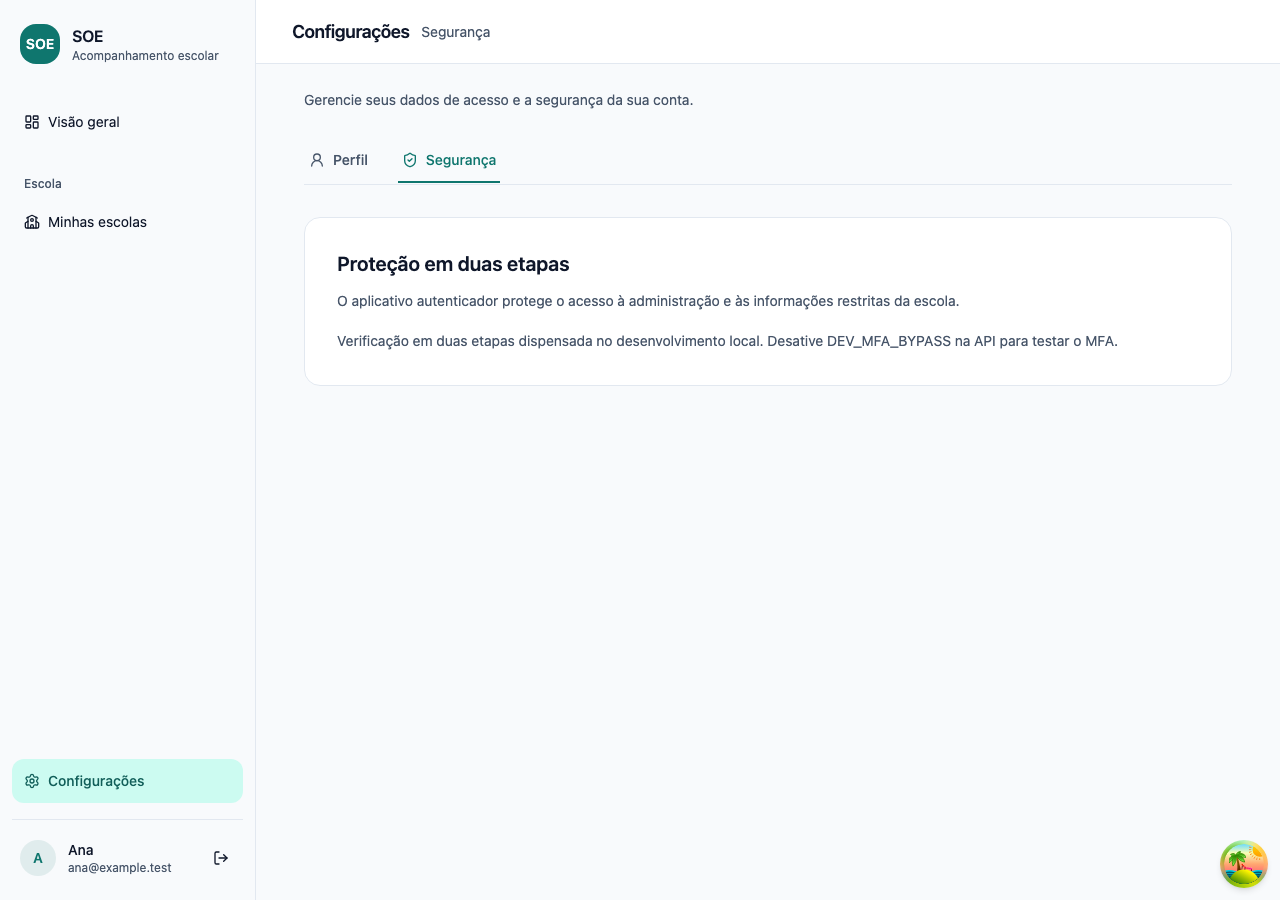 SOE
SOE
Acompanhamento escolar
Visão geral
Escola
Minhas escolas
Configurações
A
Ana
ana@example.test
Configurações Segurança
Gerencie seus dados de acesso e a segurança da sua conta.
Perfil Segurança
Proteção em duas etapas
O aplicativo autenticador protege o acesso à administração e às informações restritas da escola.
Verificação em duas etapas dispensada no desenvolvimento local. Desative DEV_MFA_BYPASS na API para testar o MFA.